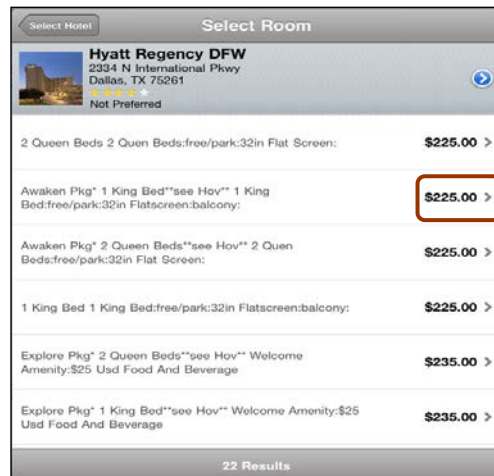 Select Hotel
Select Room
Hyatt Regency DFW
2334 N International Pkwy
Dallas, TX 75261
Not Preferred
2 Queen Beds 2 Quen Beds:free/park:32in Flat Screen:
$225.00 >
Awaken Pkg* 1 King Bed**see Hov** 1 King
Bed:free/park:32in Flatscreen:balcony:
$225.00 >
Awaken Pkg* 2 Queen Beds**see Hov** 2 Quen
Beds:free/park:32in Flat Screen:
$225.00 >
1 King Bed 1 King Bed:free/park:32in Flatscreen:balcony:
$225.00 >
Explore Pkg* 2 Queen Beds**see Hov** Welcome
Amenity:$25 Usd Food And Beverage
$235.00 >
Explore Pkg* 1 King Bed**see Hov** Welcome Amenity:$25
Usd Food And Beverage
$235.00 >
22 Results